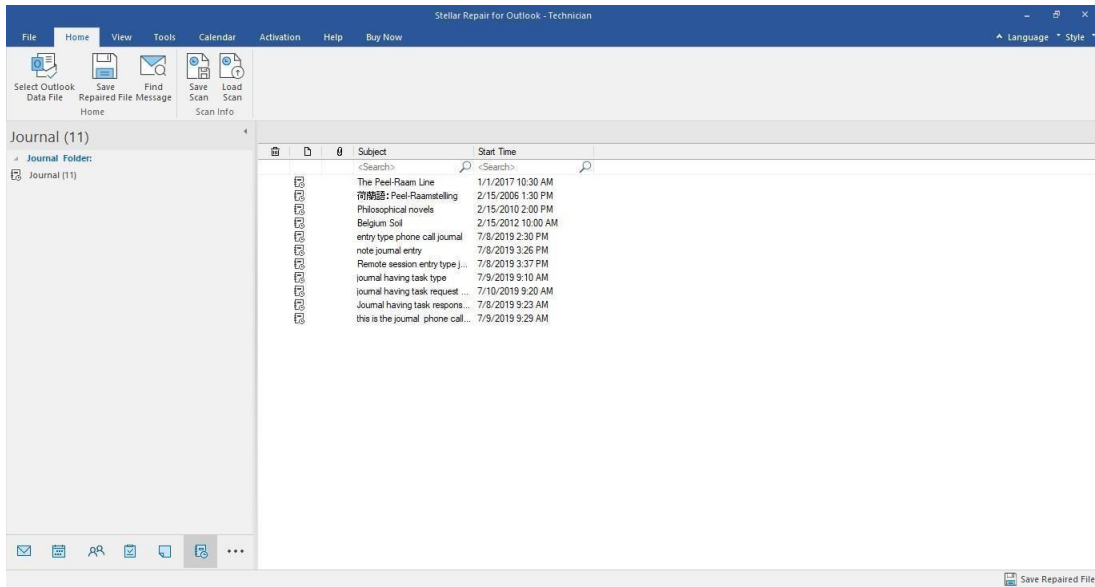 Stellar Repair for Outlook - Technician
File Home View Tools Calendar Activation Help Buy Now Language Style
Select Outlook Data File
Save Repaired File
Find Message
Save Scan
Load Scan
Home Scan Info
Journal (11)
Journal Folder:
Journal (11)
Subject Start Time
<Search> <Search>
The Peel-Raam Line 1/1/2017 10:30 AM
荷蘭語: Peel-Raamstelling 2/15/2006 1:30 PM
Philosophical novels 2/15/2010 2:00 PM
Belgium Soil 2/15/2012 10:00 AM
entry type phone call journal 7/8/2019 2:30 PM
note journal entry 7/8/2019 3:26 PM
Remote session entry type j... 7/8/2019 3:37 PM
journal having task type 7/9/2019 9:10 AM
journal having task request ... 7/10/2019 9:20 AM
Journal having task respons... 7/8/2019 9:23 AM
this is the journal phone call... 7/9/2019 9:29 AM
Save Repaired File